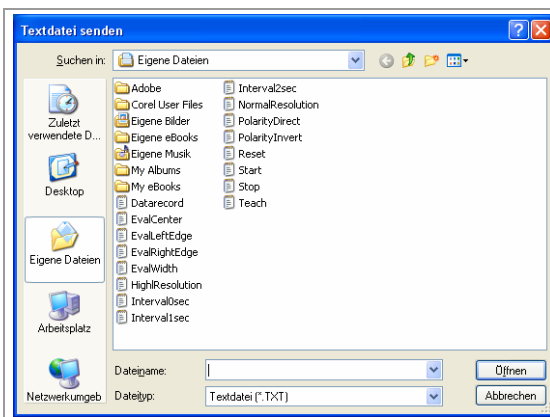 Textdatei senden
Suchen in: Eigene Dateien
Zuletzt
verwendete D...
Desktop
Eigene Dateien
Arbeitsplatz
Netzwerkumgeb
Adobe
Corel User Files
Eigene Bilder
Eigene eBooks
Eigene Musik
My Albums
My eBooks
Datarecord
EvalCenter
EvalLeftEdge
EvalRightEdge
EvalWidth
HighlResolution
Interval0sec
Interval1sec
Interval2sec
NormalResolution
PolarityDirect
PolarityInvert
Reset
Start
Stop
Teach
Dateiname:
Öffnen
Dateityp: Textdatei (*.TXT)
Abbrechen